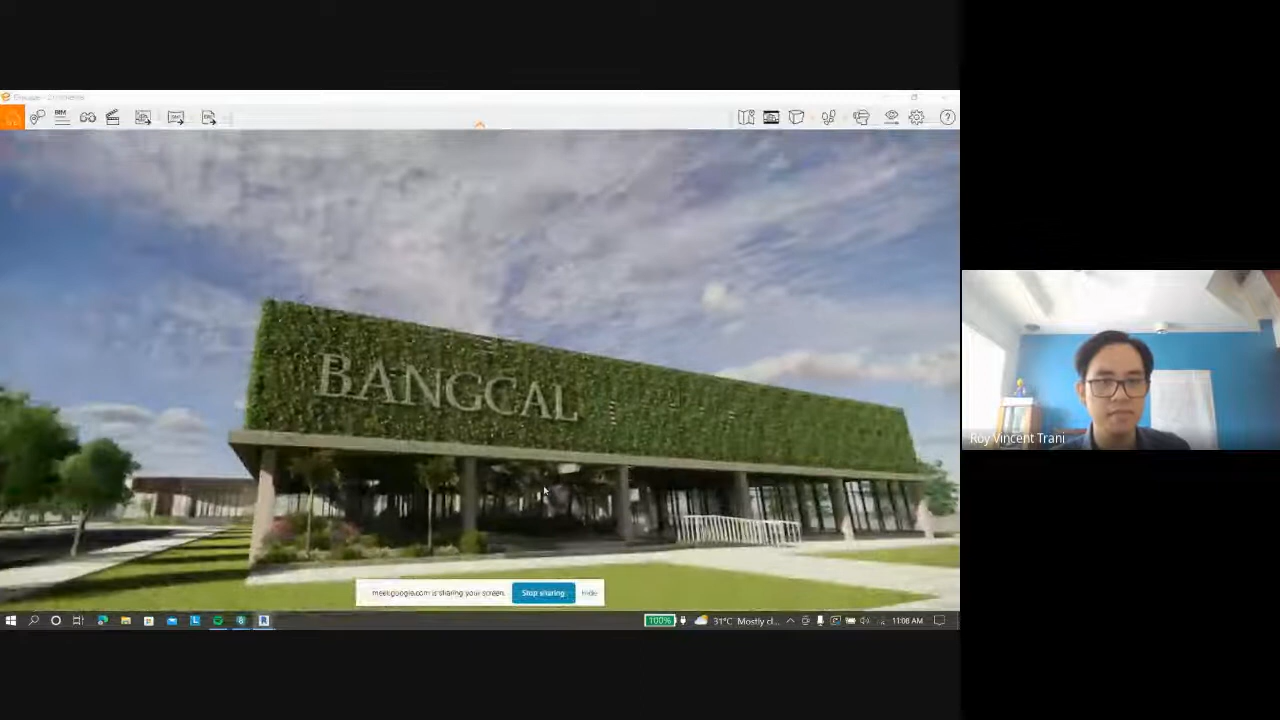 BIM
BANGCAL
Roy Vincent Trani
meet.google.com is sharing your screen.
Stop sharing
Hide
100%
31°C Mostly cl...
11:06 AM